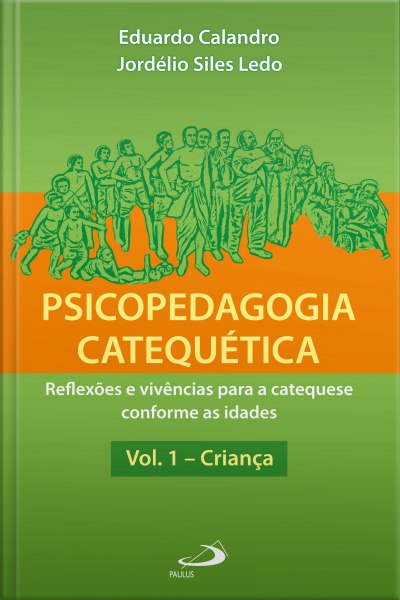 Eduardo Calandro
Jordélio Siles Ledo
PSICOPEDAGOGIA
CATEQUÉTICA
Reflexões e vivências para a catequese
conforme as idades
Vol. 1 – Criança
PAULUS